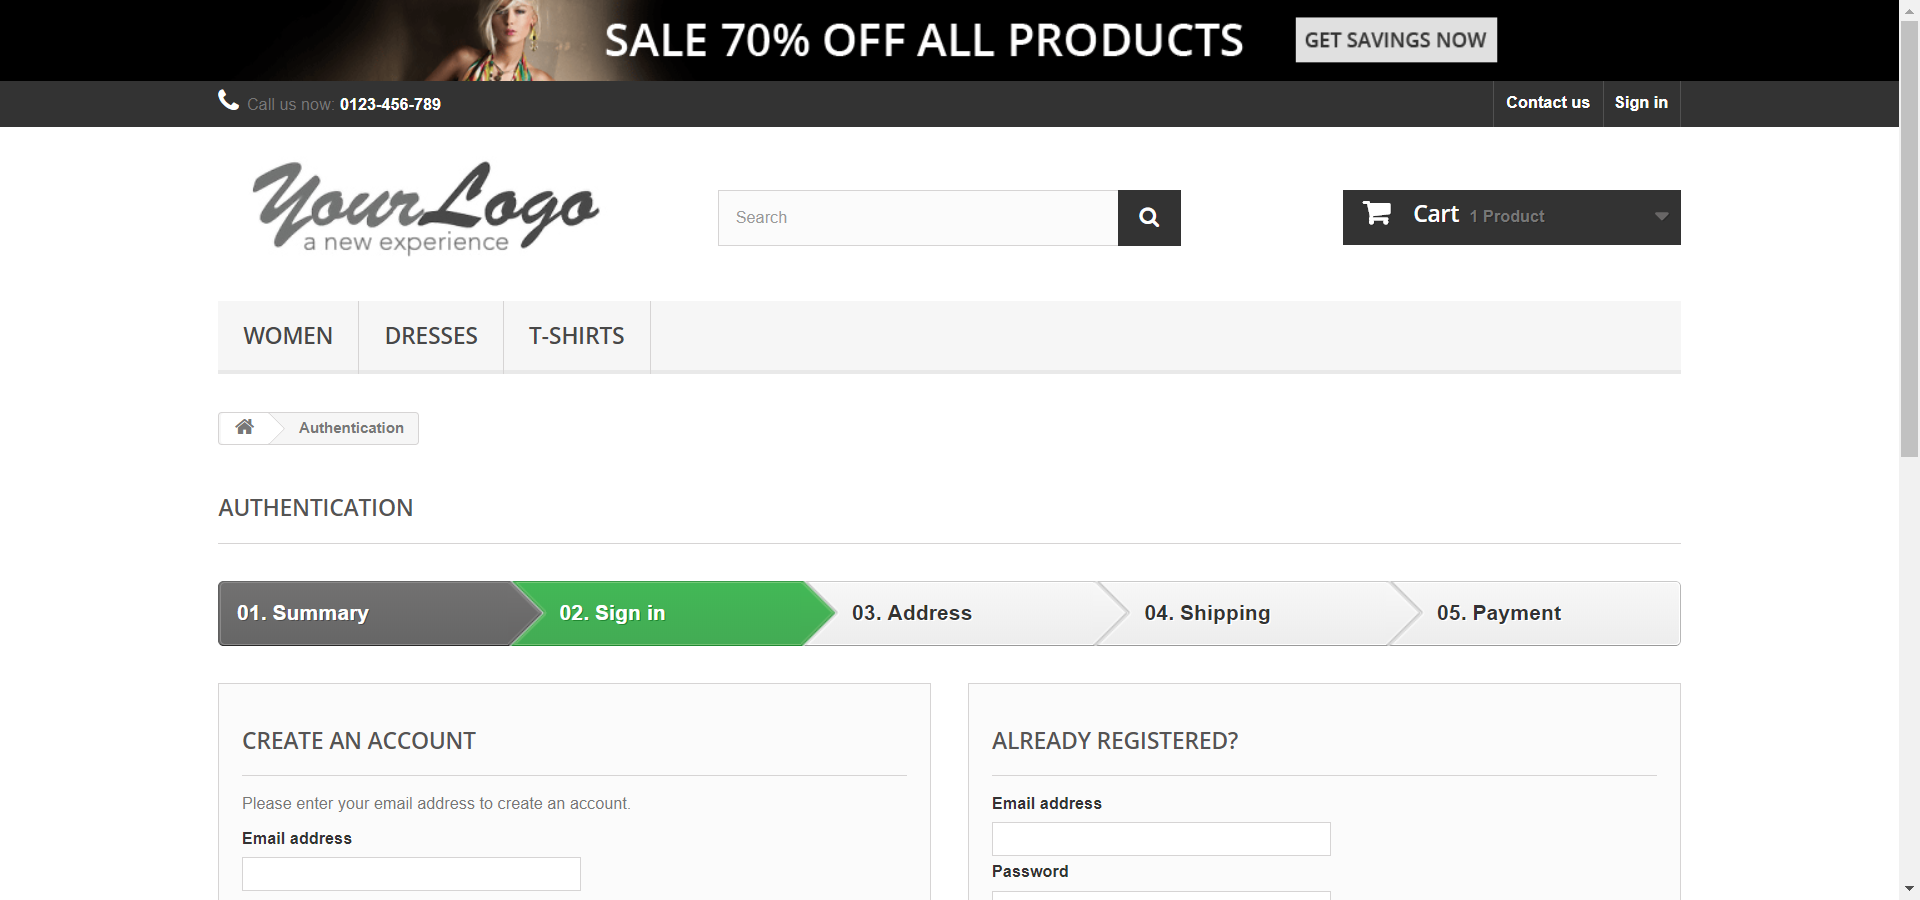 SALE 70% OFF ALL PRODUCTS GET SAVINGS NOW
Call us now: 0123-456-789 Contact us Sign in
YourLogo
a new experience
Search
Cart 1 Product
WOMEN DRESSES T-SHIRTS
Authentication
AUTHENTICATION
01. Summary 02. Sign in 03. Address 04. Shipping 05. Payment
CREATE AN ACCOUNT
Please enter your email address to create an account.
Email address
ALREADY REGISTERED?
Email address
Password